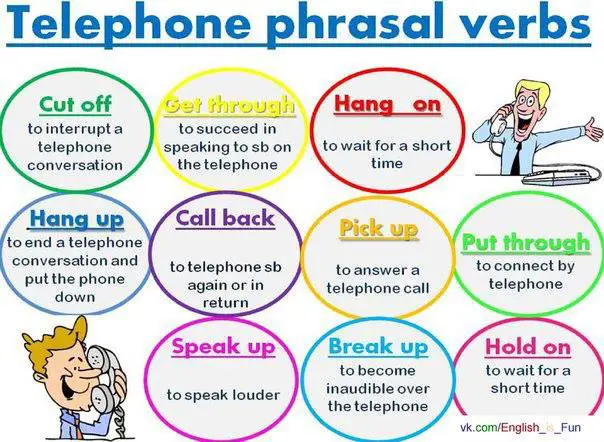 Telephone phrasal verbs
Cut off
to interrupt a
telephone
conversation
Get through
to succeed in
speaking to sb on
the telephone
Hang on
to wait for a short
time
Hang up
to end a telephone
conversation and
put the phone
down
Call back
to telephone sb
again or in
return
Pick up
to answer a
telephone call
Put through
to connect by
telephone
Speak up
to speak louder
Break up
to become
inaudible over
the telephone
Hold on
to wait for a
short time
vk.com/English_is_Fun